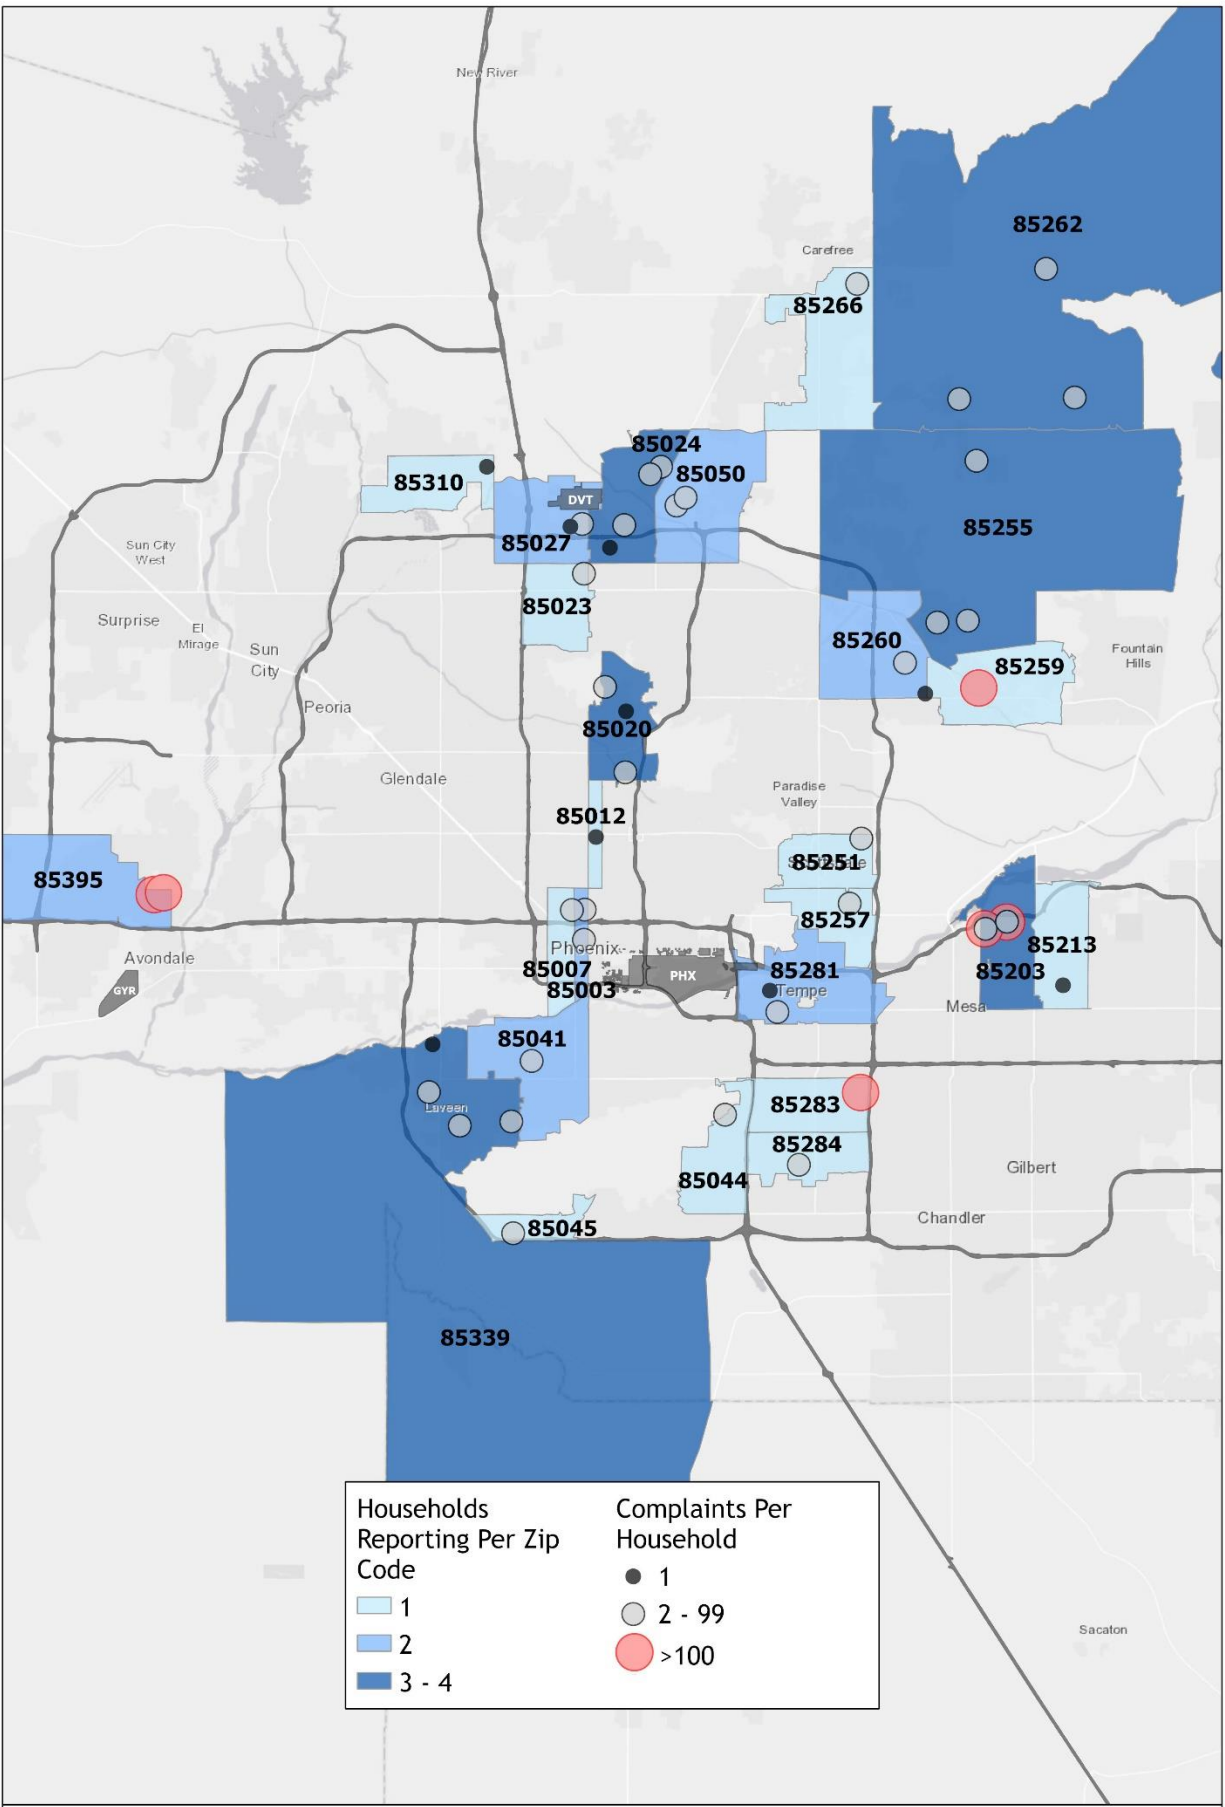 New River
85262
Carefree
85266
85024
85050
85310
DVT
85027
85255
Sun City
West
85023
Surprise
El
Mirage
Sun
City
85260
Fountain
Hills
85259
Peoria
85020
Glendale
Paradise
Valley
85012
85251
85395
85257
85213
Phoenix
Avondale
85007
PHX
85281
85203
GYR
85003
Tempe
Mesa
85041
Laveen
85283
85284
Gilbert
85044
Chandler
85045
85339
Households
Reporting Per Zip
Code
1
2
3 - 4
Complaints Per
Household
1
2 - 99
>100
Sacaton